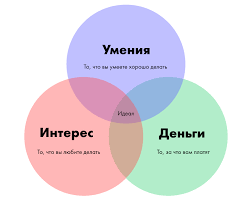 Умения
То, что вы умеете хорошо делать
Идеал
Интерес
Деньги
То, что вы любите делать
То, за что вам платят